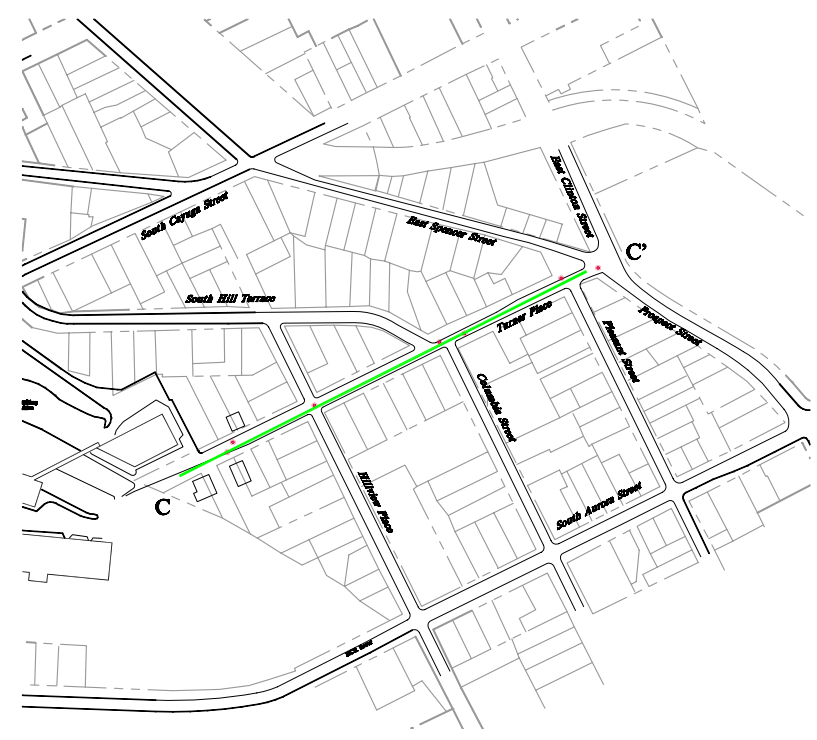 East Clinton Street
South Cayuga Street
East Spencer Street
C’
South Hill Terrace
Turner Place
Prospect Street
Pleasant Street
Columbia Street
Hillview Place
South Aurora Street
C